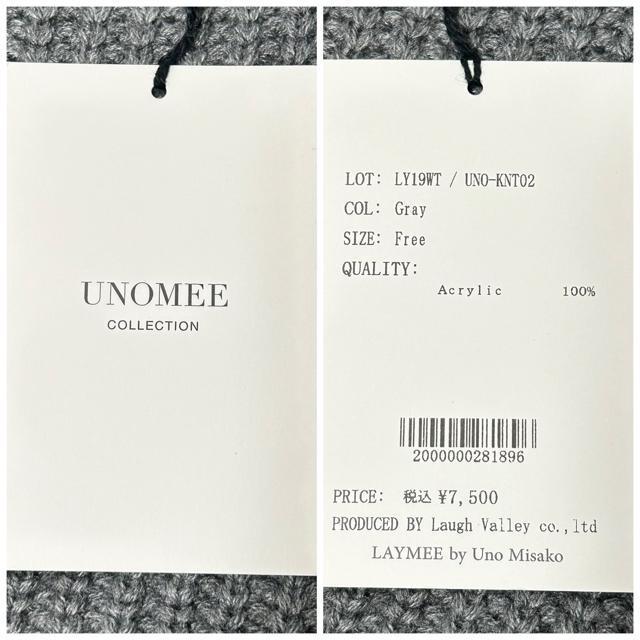 UNOMEE
COLLECTION
LOT: LY19WT / UNO-KNT02
COL: Gray
SIZE: Free
QUALITY:
Acrylic 100%
2000000281896
PRICE: 税込 ¥7,500
PRODUCED BY Laugh Valley co.,ltd
LAYMEE by Uno Misako